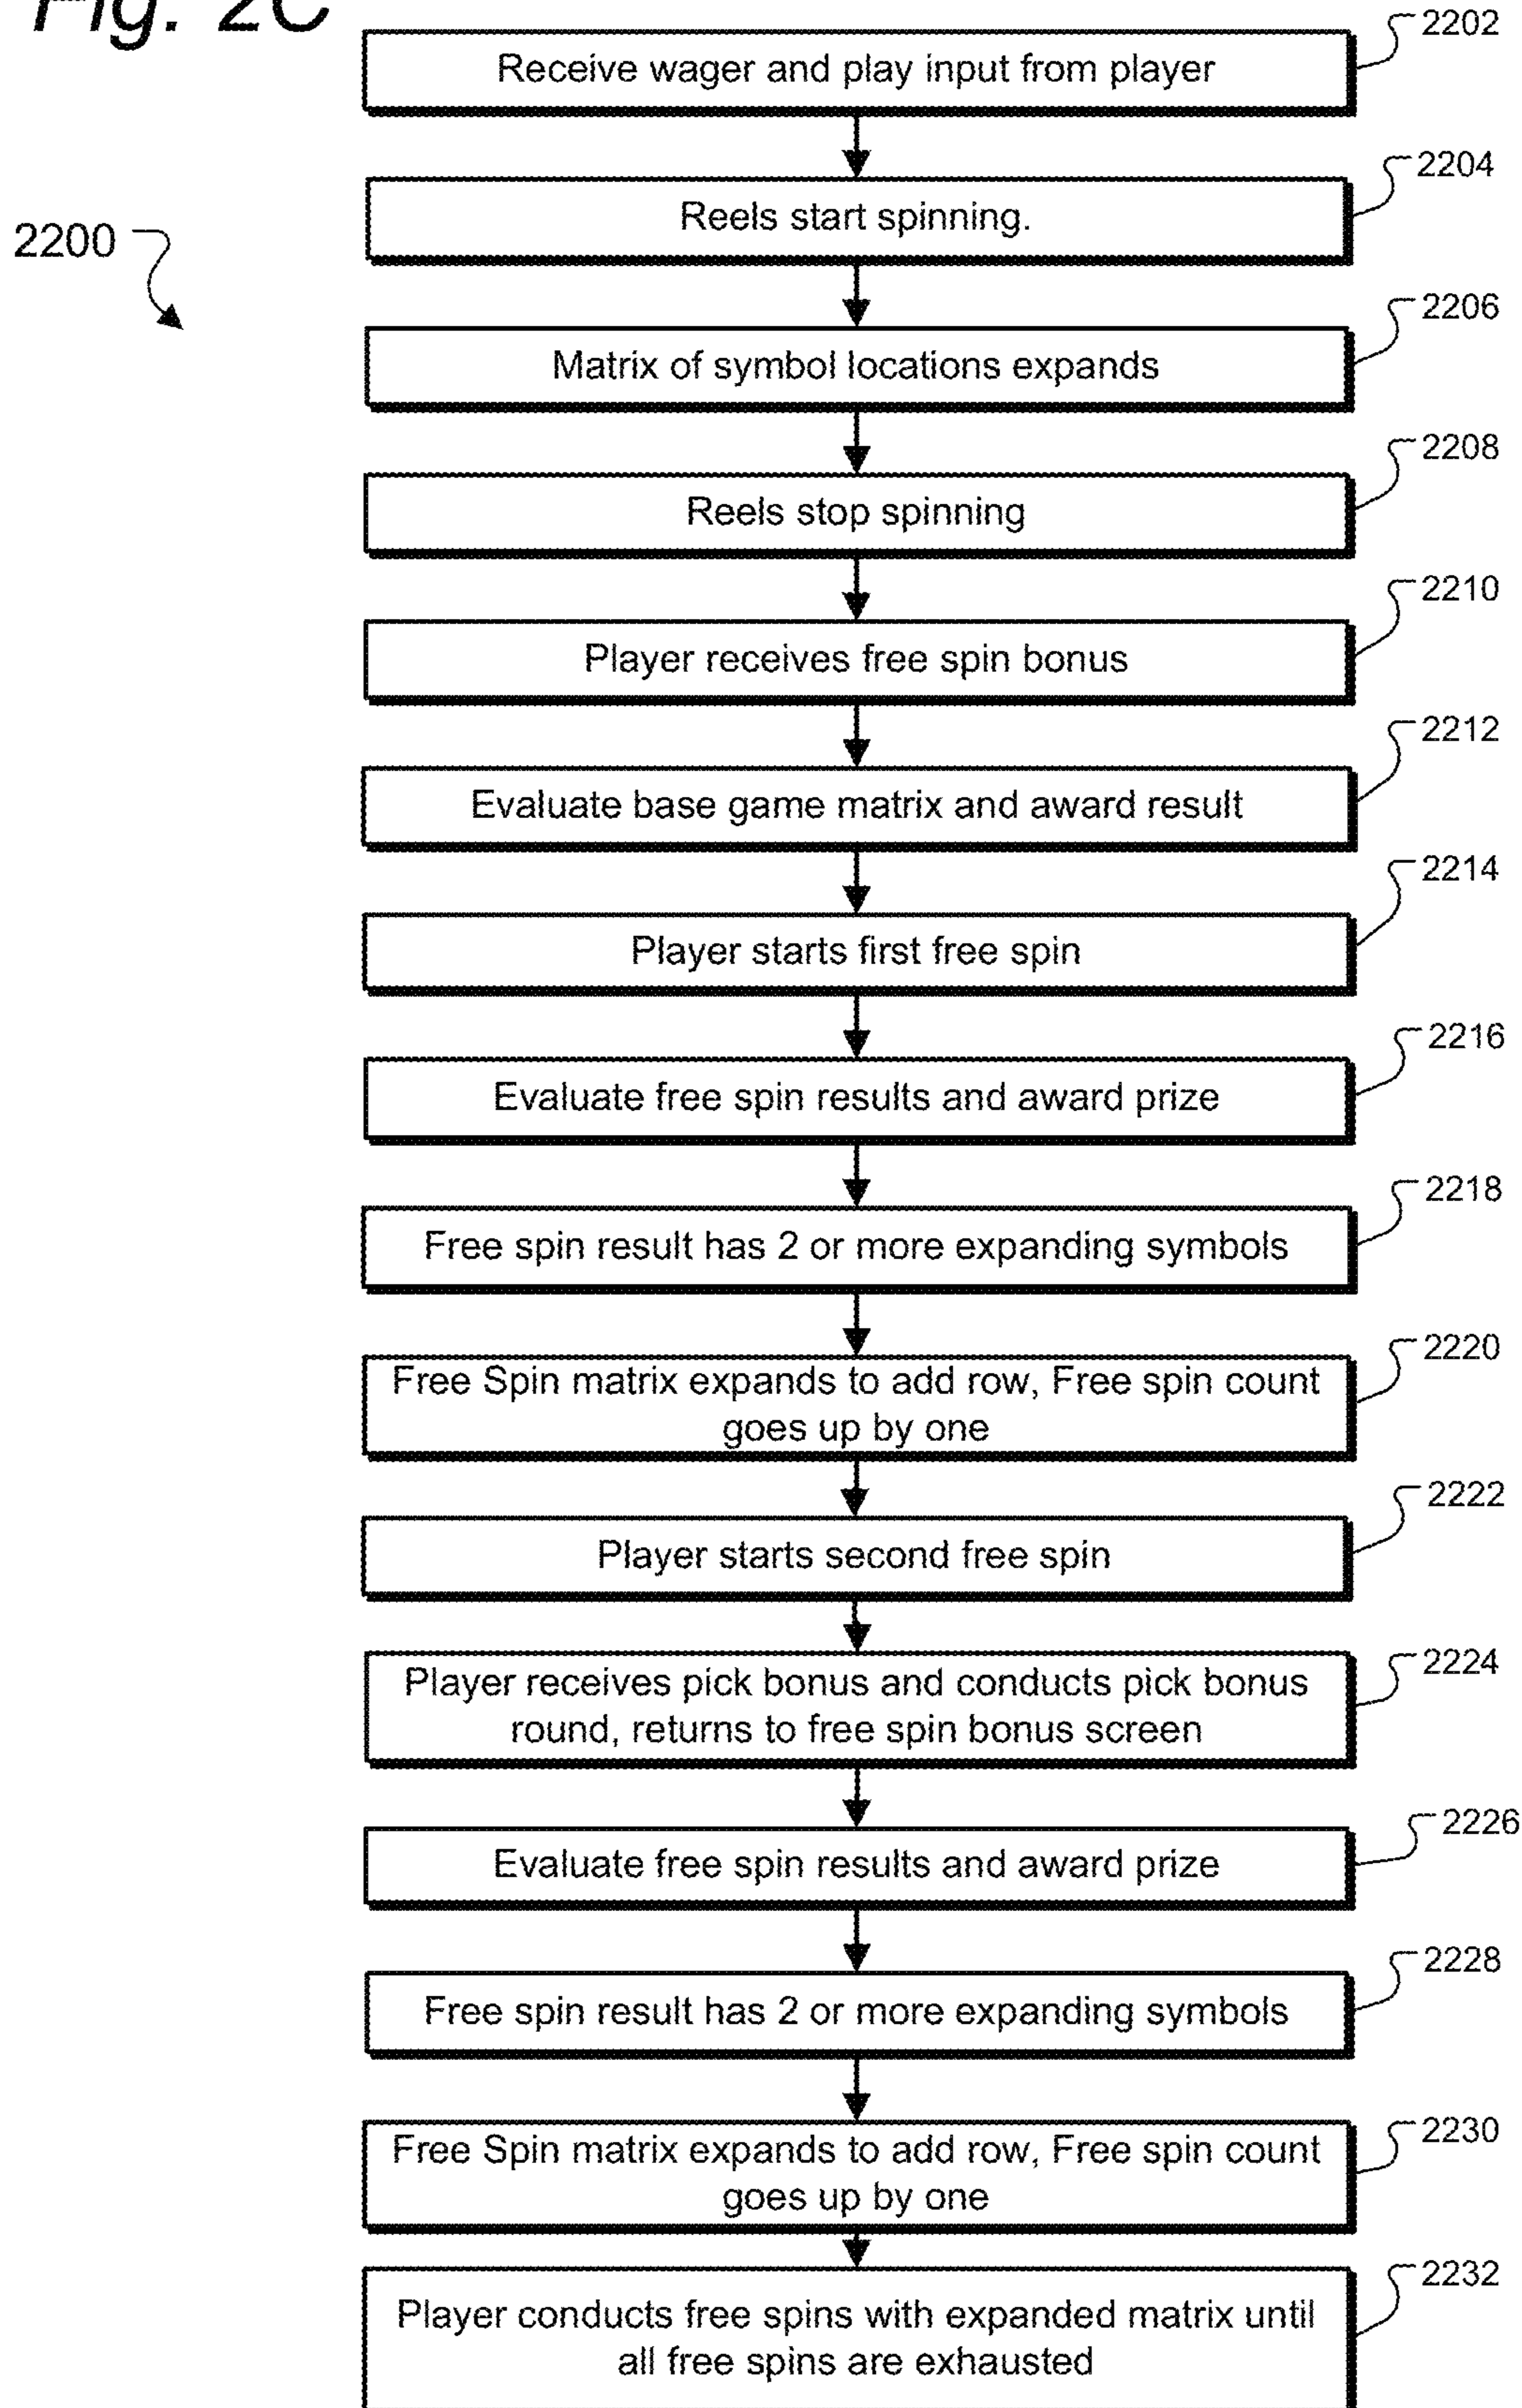 Fig. 2C
2202
Receive wager and play input from player
2204
Reels start spinning.
2200
2206
Matrix of symbol locations expands
2208
Reels stop spinning
2210
Player receives free spin bonus
2212
Evaluate base game matrix and award result
2214
Player starts first free spin
2216
Evaluate free spin results and award prize
2218
Free spin result has 2 or more expanding symbols
2220
Free Spin matrix expands to add row, Free spin count
goes up by one
2222
Player starts second free spin
2224
Player receives pick bonus and conducts pick bonus
round, returns to free spin bonus screen
2226
Evaluate free spin results and award prize
2228
Free spin result has 2 or more expanding symbols
2230
Free Spin matrix expands to add row, Free spin count
goes up by one
2232
Player conducts free spins with expanded matrix until
all free spins are exhausted